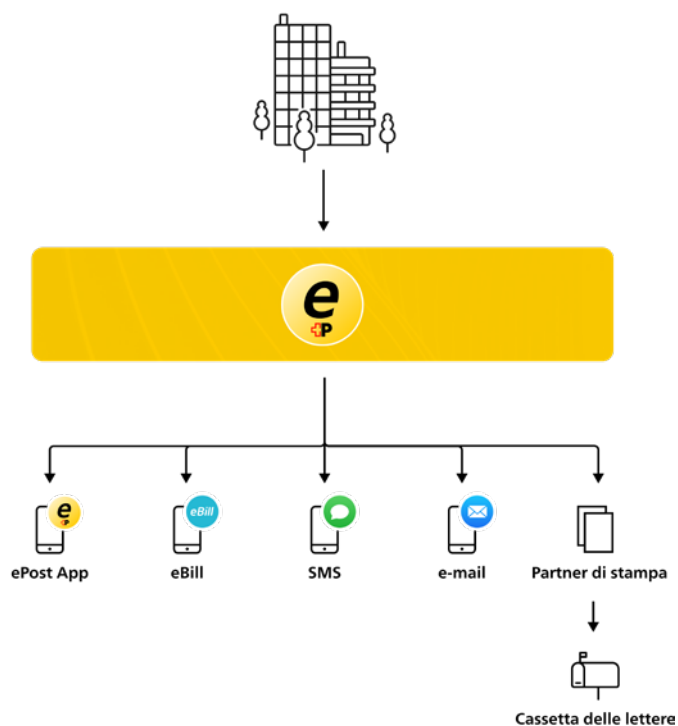 e
P
e
P
eBill
ePost App
eBill
SMS
e-mail
Partner di stampa
Cassetta delle lettere